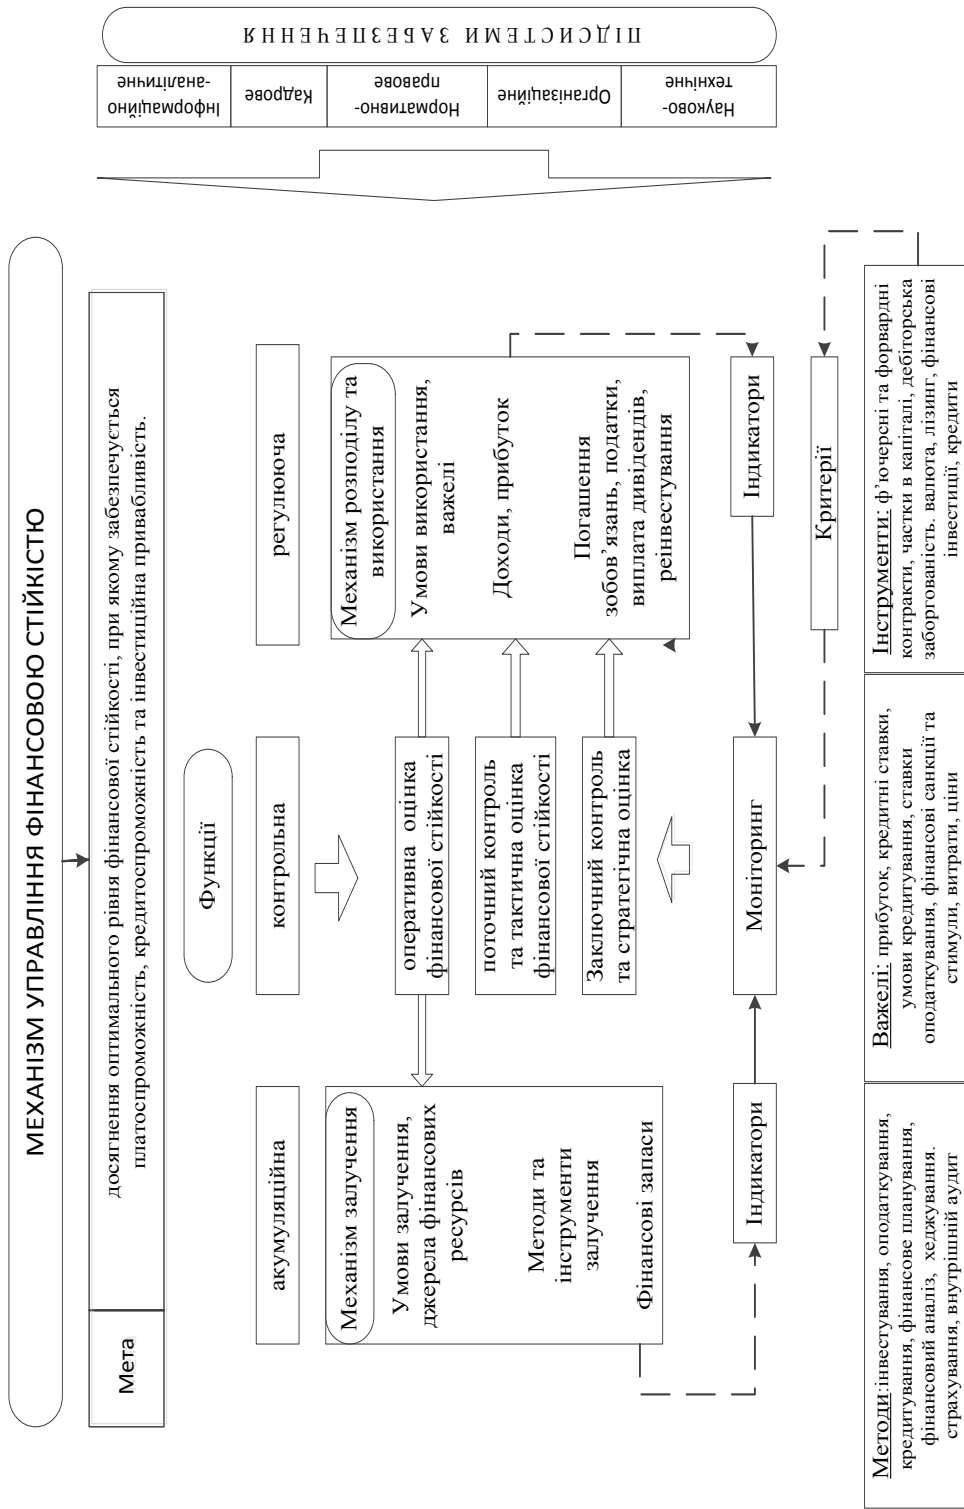 МЕХАНІЗМ УПРАВЛІННЯ ФІНАНСОВОЮ СТІЙКІСТЮ
Мета
досягнення оптимального рівня фінансової стійкості, при якому забезпечується
платоспроможність, кредитоспроможність та інвестиційна привабливість.
Функції
акумуляційна
контрольна
регулююча
Механізм залучення
Умови залучення,
джерела фінансових
ресурсів
Методи та
інструменти
залучення
Фінансові запаси
оперативна оцінка
фінансової стійкості
поточний контроль
та тактична оцінка
фінансової стійкості
Заключний контроль
та стратегічна оцінка
Механізм розподілу та
використання
Умови використання,
важелі
Доходи, прибуток
Погашення
зобов’язань, податки,
виплата дивідендів,
реінвестування
Індикатори
Моніторинг
Індикатори
Критерії
Методи:інвестування, оподаткування,
кредитування, фінансове планування,
фінансовий аналіз, хеджування.
страхування, внутрішній аудит
Важелі: прибуток, кредитні ставки,
умови кредитування, ставки
оподаткування, фінансові санкції та
стимули, витрати, ціни
Інструменти: ф’ючерсні та форвардні
контракти, частки в капіталі, дебіторська
заборгованість. валюта, лізинг, фінансові
інвестиції, кредити
ПІДСИСТЕМИ ЗАБЕЗПЕЧЕННЯ
Інформаційно
-аналітичне
Кадрове
Нормативно-
правове
Організаційне
Науково-
технічне